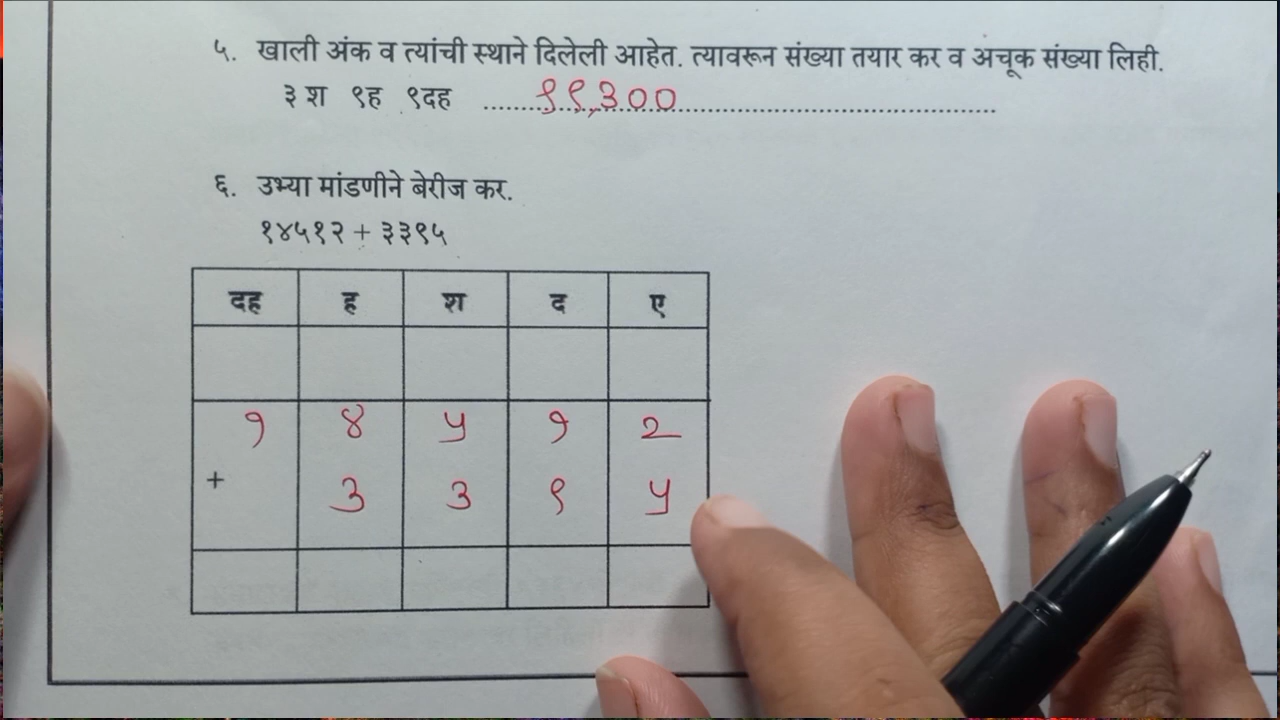 ५. खाली अंक व त्यांची स्थाने दिलेली आहेत. त्यावरून संख्या तयार कर व अचूक संख्या लिही.
३ श ९ह ९दह ........ ९९,३००
६. उभ्या मांडणीने बेरीज कर.
१४५१२ + ३३९५
दह ह श द ए
१ ४ ५ १ २
+ ३ ३ ९ ५